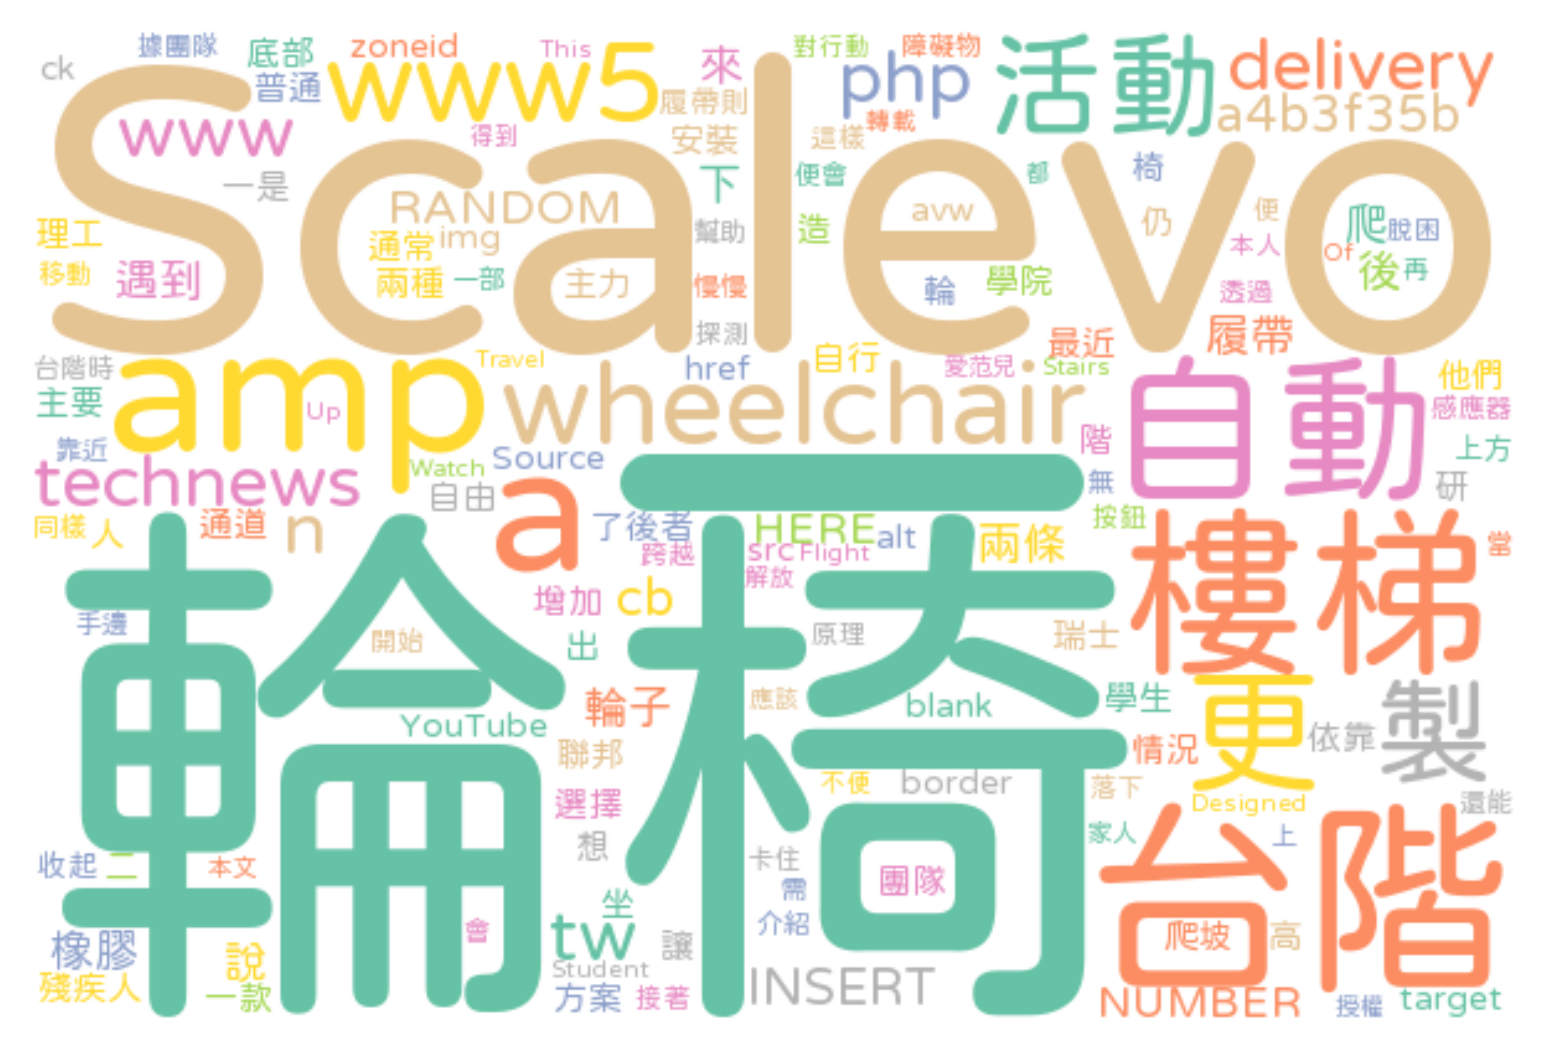 ck 據團隊 底部 zoneid This 來 對行動 障礙物 活動 delivery
普通 www5 履帶則 php a4b3f35b
www 得到 安裝 這樣 轉載
Scalevo
一是 下 便會 都 椅
RANDOM avw 仍 便 爬 脫困
理工 通常 img 幫助 造 本人 Of 後 再
移動 遇到 兩種 一部 主力 慢慢 輪 學院 透過
探測 最近 履帶
台階時 Travel href 自行 愛范兒 Stairs 自動 他們
主要 amp Up wheelchair 階 感應器
靠近 Watch Source 上方
technews 自由 a 無 研
同樣 人 通道 n 了後者 HERE alt 兩條 按鈕 樓梯 當
跨越 src Flight
解放
輪椅
手邊 開始 增加 cb 出 原理 瑞士
YouTube 輪子 應該 blank 學生 更 製
聯邦 情況 依靠
選擇 不便 border 落下 Designed 還能
想 家人 上 台階
收起 二 本文 卡住 團隊
坐 需
橡膠 會 tw 讓 介紹 爬坡 高
說 Student
殘疾人 一款 方案 接著 INSERT NUMBER 授權 target